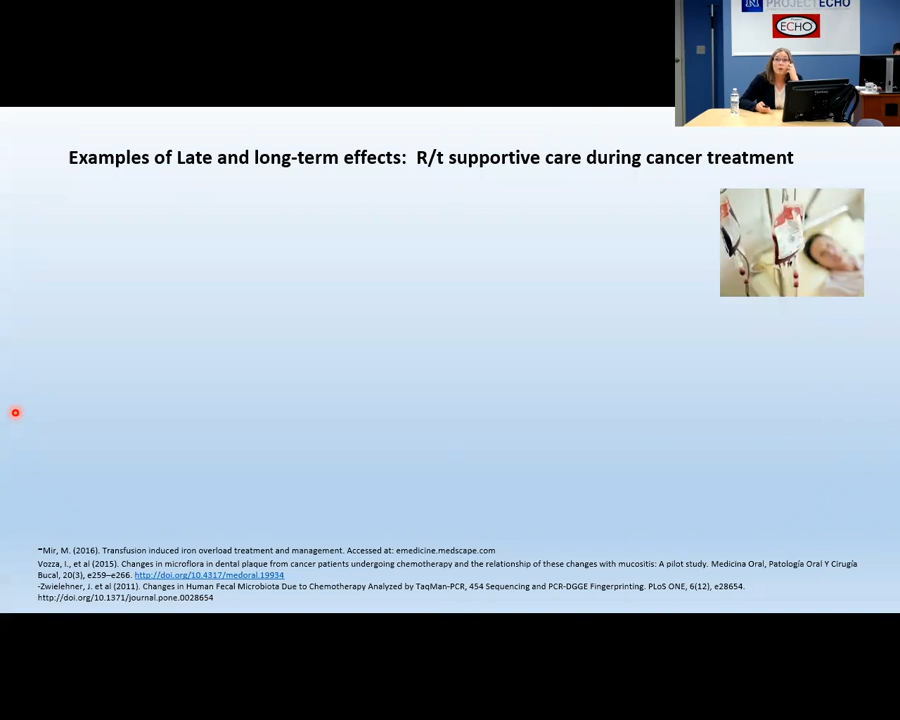 N PROJECT ECHO
ECHO
Examples of Late and long-term effects:  R/t supportive care during cancer treatment
-Mir, M. (2016). Transfusion induced iron overload treatment and management. Accessed at: emedicine.medscape.com
Vozza, I., et al (2015). Changes in microflora in dental plaque from cancer patients undergoing chemotherapy and the relationship of these changes with mucositis: A pilot study. Medicina Oral, Patología Oral Y Cirugía
Bucal, 20(3), e259–e266. http://doi.org/10.4317/medoral.19934
-Zwielehner, J. et al (2011). Changes in Human Fecal Microbiota Due to Chemotherapy Analyzed by TaqMan-PCR, 454 Sequencing and PCR-DGGE Fingerprinting. PLoS ONE, 6(12), e28654.
http://doi.org/10.1371/journal.pone.0028654